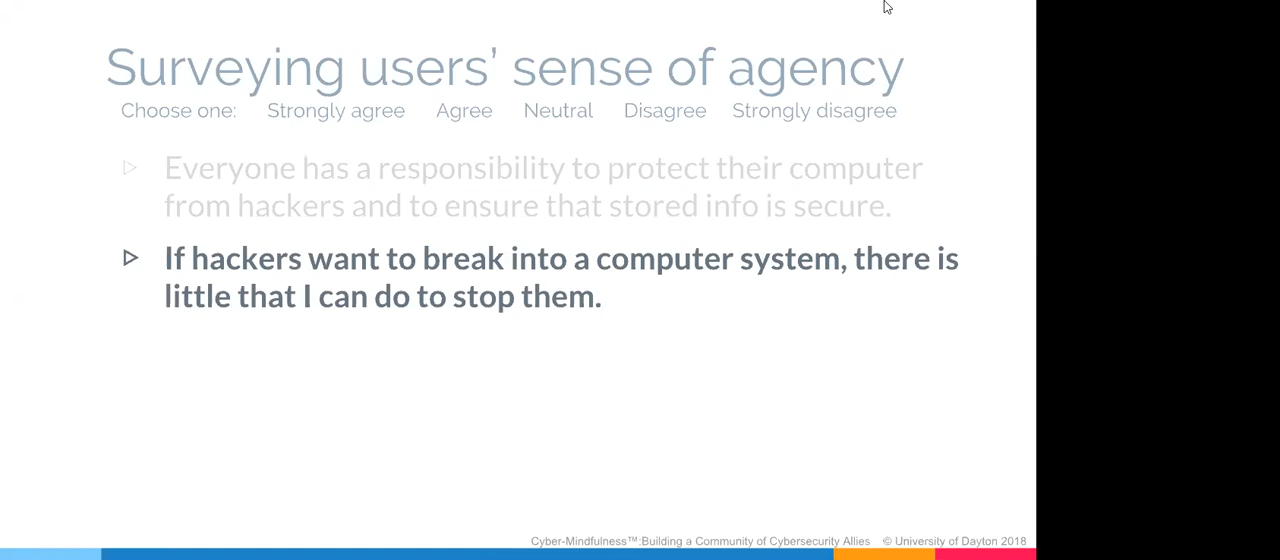 Surveying users’ sense of agency
Choose one: Strongly agree Agree Neutral Disagree Strongly disagree
Everyone has a responsibility to protect their computer
from hackers and to ensure that stored info is secure.
If hackers want to break into a computer system, there is
little that I can do to stop them.
Cyber-Mindfulness™:Building a Community of Cybersecurity Allies © University of Dayton 2018